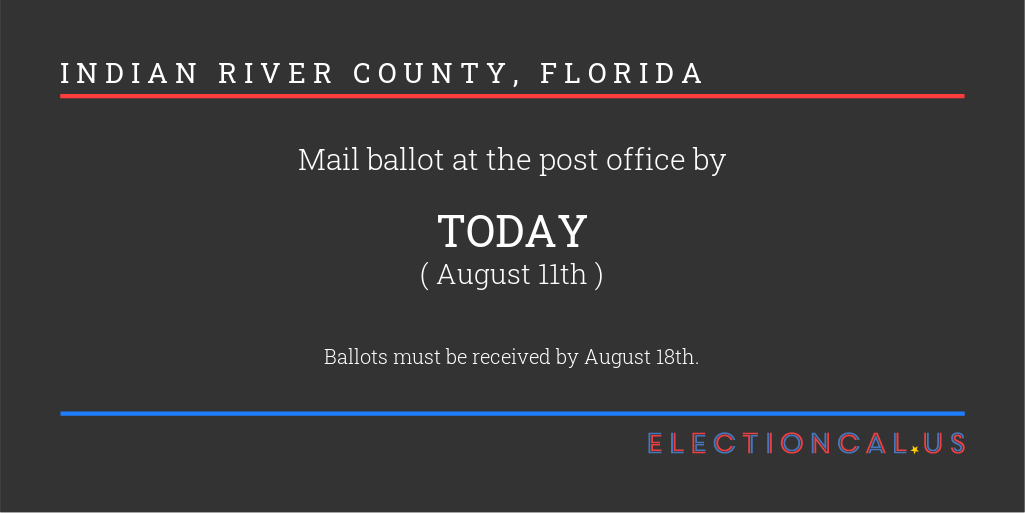 INDIAN RIVER COUNTY, FLORIDA
Mail ballot at the post office by
TODAY
( August 11th )
Ballots must be received by August 18th.
ELECTIONCAL.US